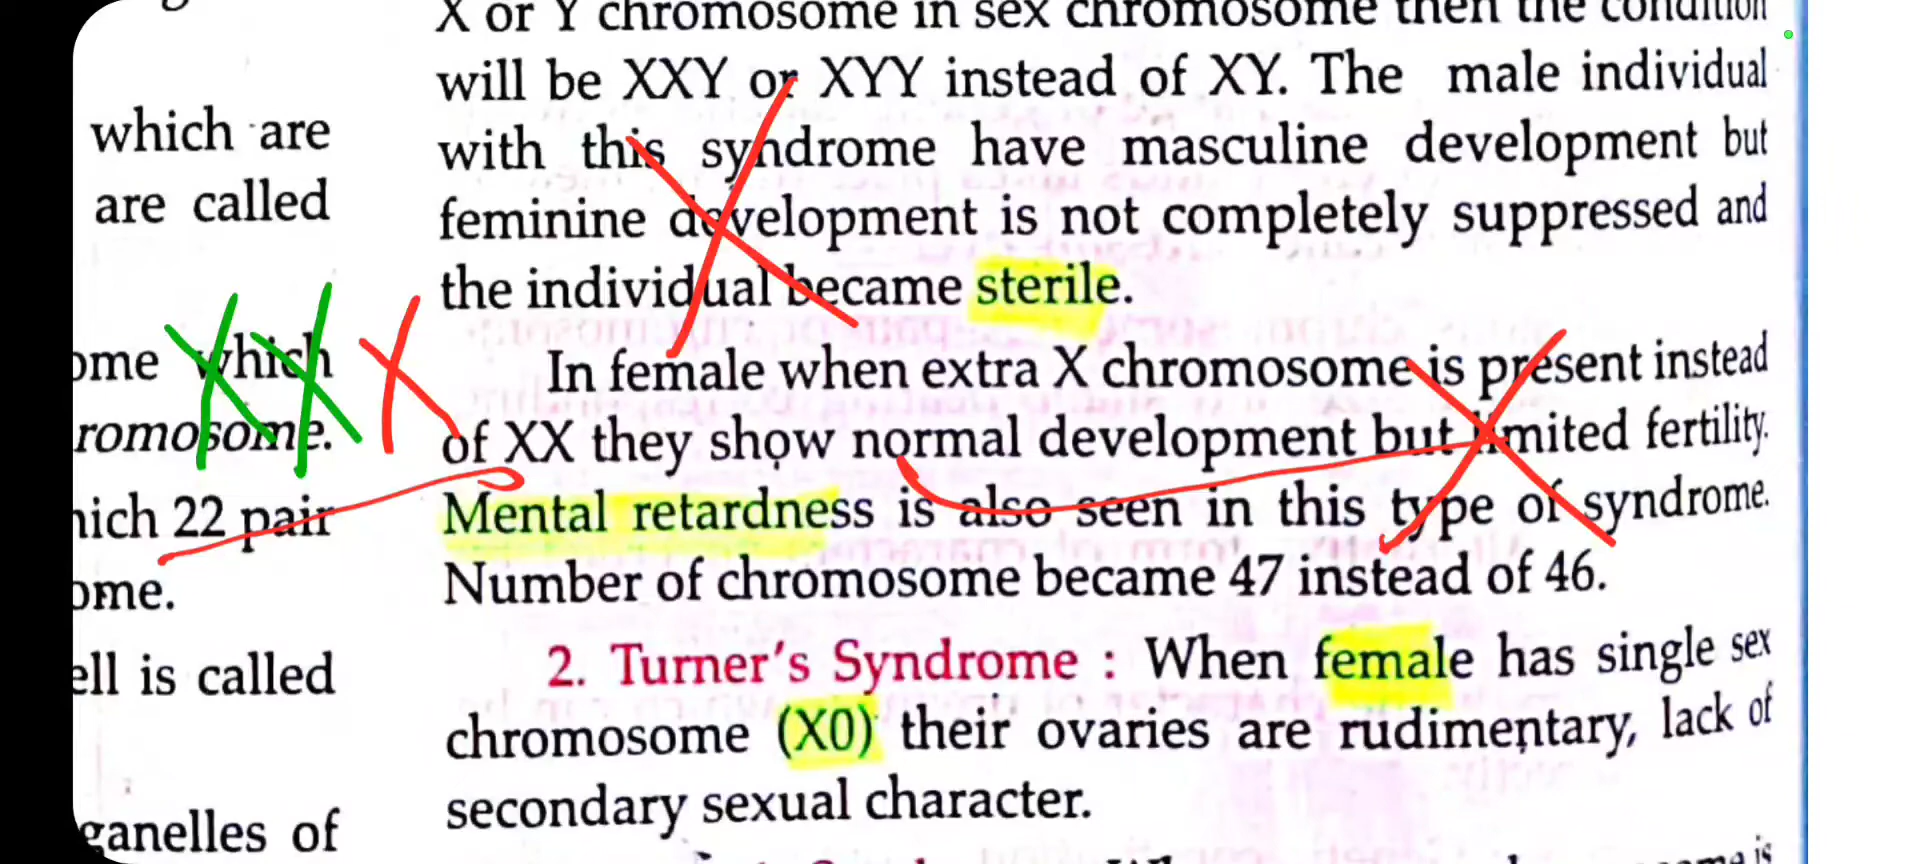 which are
are called
ome which
romosome.
hich 22 pair
ome.
ell is called
ganelles of
X or Y chromosome in sex chromosome then the condition
will be XXY or XYY instead of XY. The male individual
with this syndrome have masculine development but
feminine development is not completely suppressed and
the individual became sterile.
In female when extra X chromosome is present instead
of XX they show normal development but limited fertility.
Mental retardness is also seen in this type of syndrome.
Number of chromosome became 47 instead of 46.
2. Turner's Syndrome : When female has single sex
chromosome (X0) their ovaries are rudimentary, lack of
secondary sexual character.
XXX